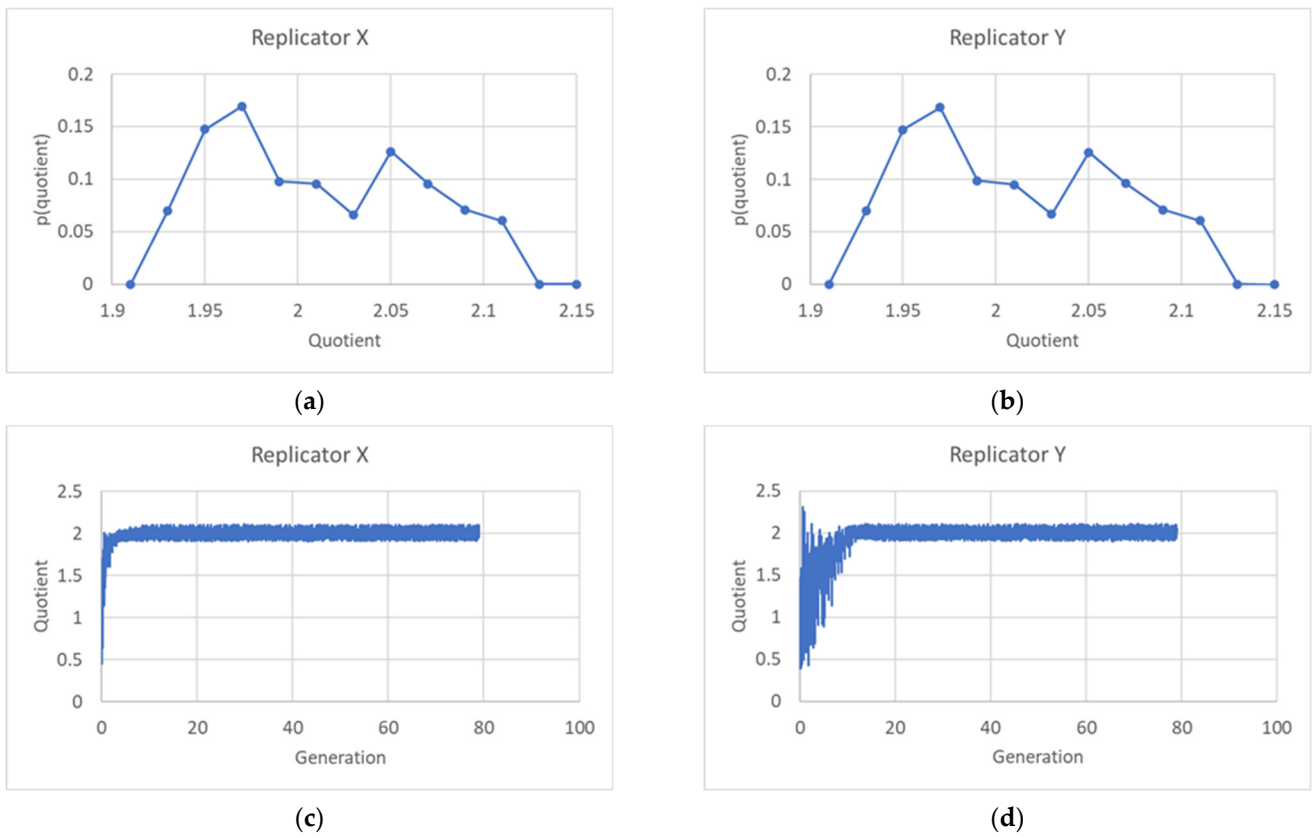 Replicator X
0.2
0.15
0.1
0.05
0
p(quotient)
1.9 1.95 2 2.05 2.1 2.15
Quotient
(a)
Replicator Y
0.2
0.15
0.1
0.05
0
p(quotient)
1.9 1.95 2 2.05 2.1 2.15
Quotient
(b)
Replicator X
2.5
2
1.5
1
0.5
0
Quotient
0 20 40 60 80 100
Generation
(c)
Replicator Y
2.5
2
1.5
1
0.5
0
Quotient
0 20 40 60 80 100
Generation
(d)